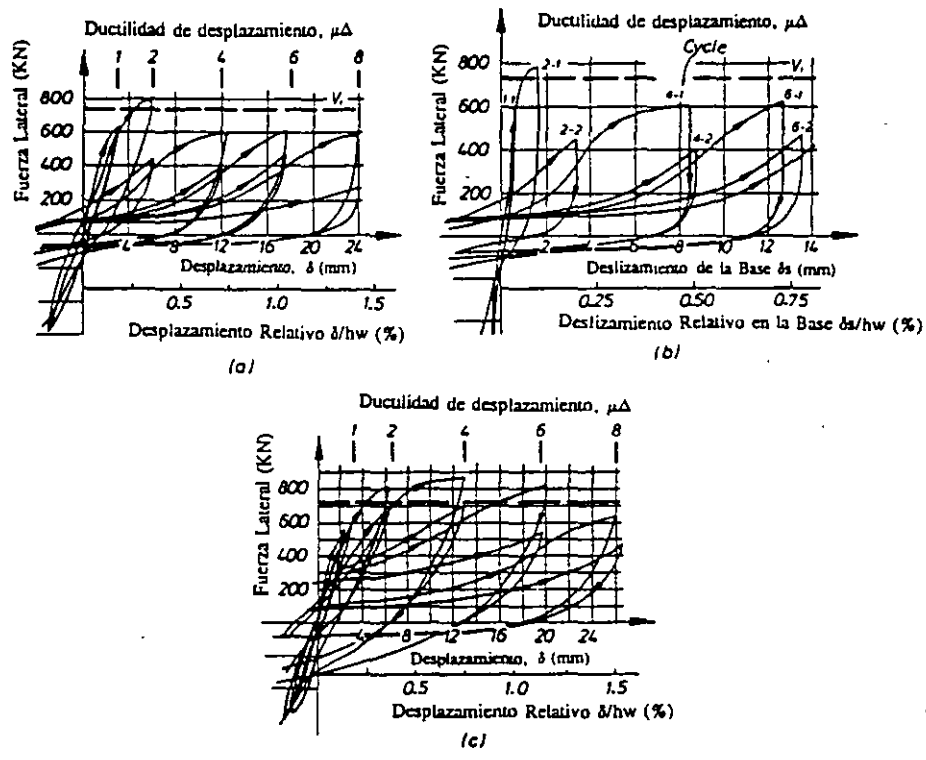 Ductilidad de desplazamiento, μΔ
1 2 4 6 8
Fuerza Lateral (KN)
800
600
400
200
V
4 8 12 16 20 24
Desplazamiento, δ (mm)
0.5 1.0 1.5
Desplazamiento Relativo δ/hw (%)
(a)
Ductilidad de desplazamiento, μΔ
Cycle
Fuerza Lateral (KN)
800
600
400
200
2-1
V
2-2
4-1
4-2
6-1
6-2
2 4 6 8 10 12 14
Deslizamiento de la Base δs (mm)
0.25 0.50 0.75
Deslizamiento Relativo en la Base δs/hw (%)
(b)
Ductilidad de desplazamiento, μΔ
1 2 4 6 8
Fuerza Lateral (KN)
800
600
400
200
4 8 12 16 20 24
Desplazamiento, δ (mm)
0.5 1.0 1.5
Desplazamiento Relativo δ/hw (%)
(c)